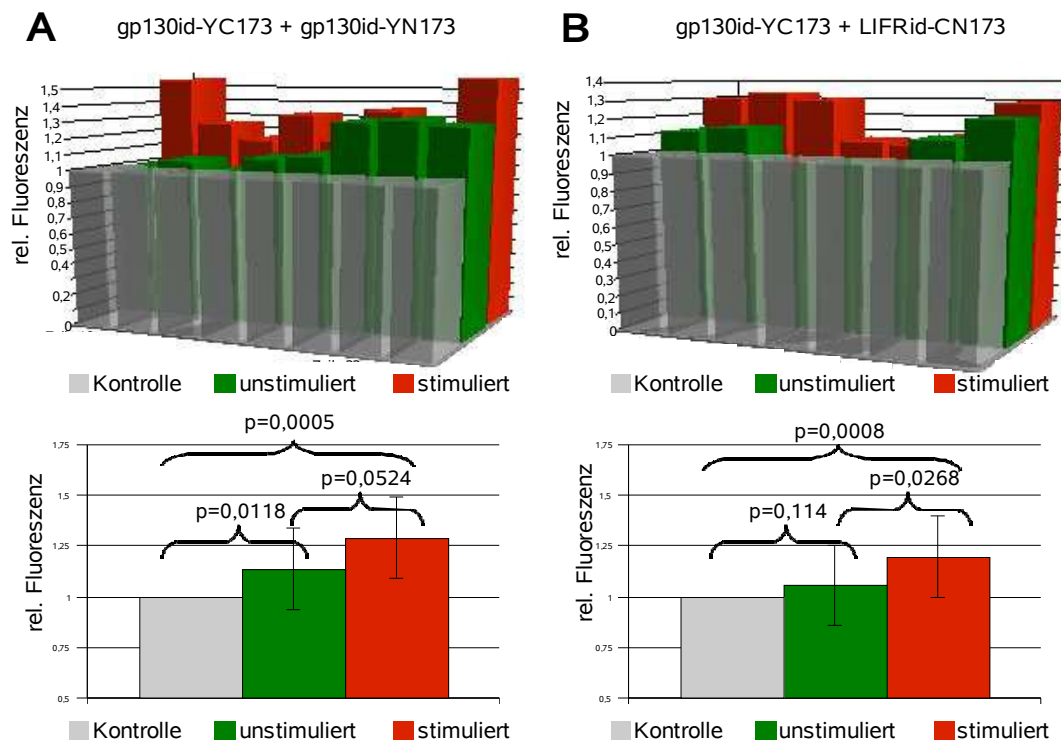 A
gp130id-YC173 + gp130id-YN173
rel. Fluoreszenz
1,5
1,4
1,3
1,2
1,1
1
0,9
0,8
0,7
0,6
0,5
0,4
0,2
0
Kontrolle unstimuliert stimuliert
B
gp130id-YC173 + LIFRid-CN173
rel. Fluoreszenz
1,4
1,3
1,2
1,1
1
0,9
0,8
0,7
0,6
0,5
0,4
0,3
0,2
0,1
0
Kontrolle unstimuliert stimuliert
rel. Fluoreszenz
1,75
1,5
1,25
1
0,75
0,5
p=0,0005
p=0,0524
p=0,0118
Kontrolle unstimuliert stimuliert
rel. Fluoreszenz
1,75
1,5
1,25
1
0,75
0,5
p=0,0008
p=0,0268
p=0,114
Kontrolle unstimuliert stimuliert